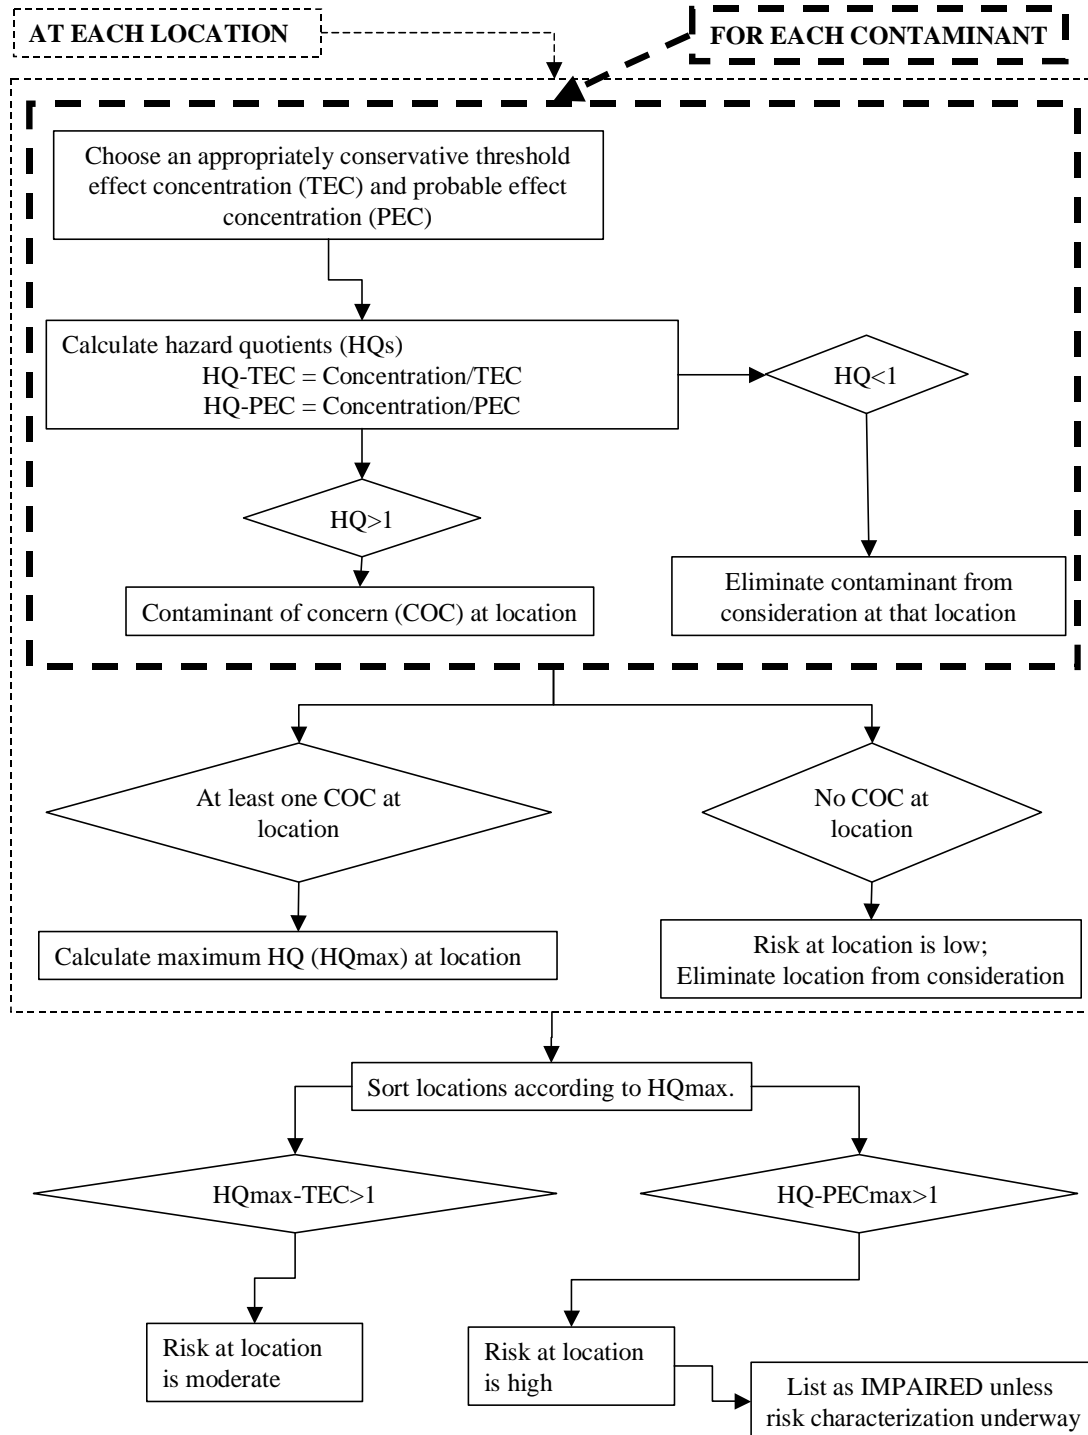 AT EACH LOCATION
FOR EACH CONTAMINANT
Choose an appropriately conservative threshold
effect concentration (TEC) and probable effect
concentration (PEC)
Calculate hazard quotients (HQs)
HQ-TEC = Concentration/TEC
HQ-PEC = Concentration/PEC
HQ<1
HQ>1
Contaminant of concern (COC) at location
Eliminate contaminant from
consideration at that location
At least one COC at
location
No COC at
location
Calculate maximum HQ (HQmax) at location
Risk at location is low;
Eliminate location from consideration
Sort locations according to HQmax.
HQmax-TEC>1
HQ-PECmax>1
Risk at location
is moderate
Risk at location
is high
List as IMPAIRED unless
risk characterization underway